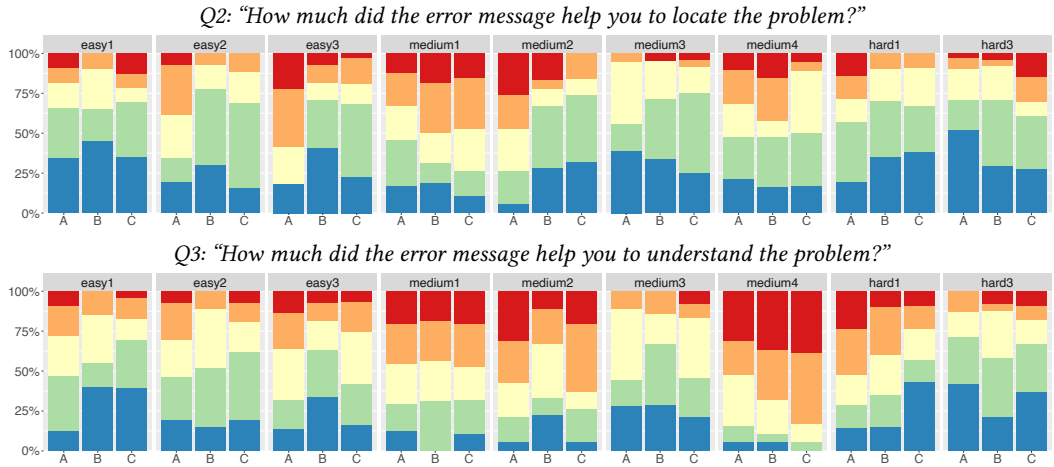 Q2: “How much did the error message help you to locate the problem?”
easy1 easy2 easy3 medium1 medium2 medium3 medium4 hard1 hard3
100%
75%
50%
25%
0%
A B C A B C A B C A B C A B C A B C A B C A B C A B C
Q3: “How much did the error message help you to understand the problem?”
easy1 easy2 easy3 medium1 medium2 medium3 medium4 hard1 hard3
100%
75%
50%
25%
0%
A B C A B C A B C A B C A B C A B C A B C A B C A B C